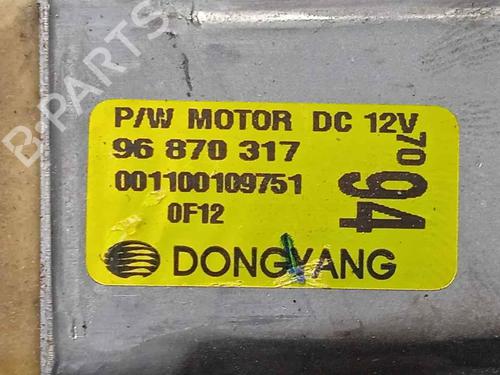 B-PARTS
P/W MOTOR DC 12V
96 870 317
001100109751
0F12
70
94
DONGYANG